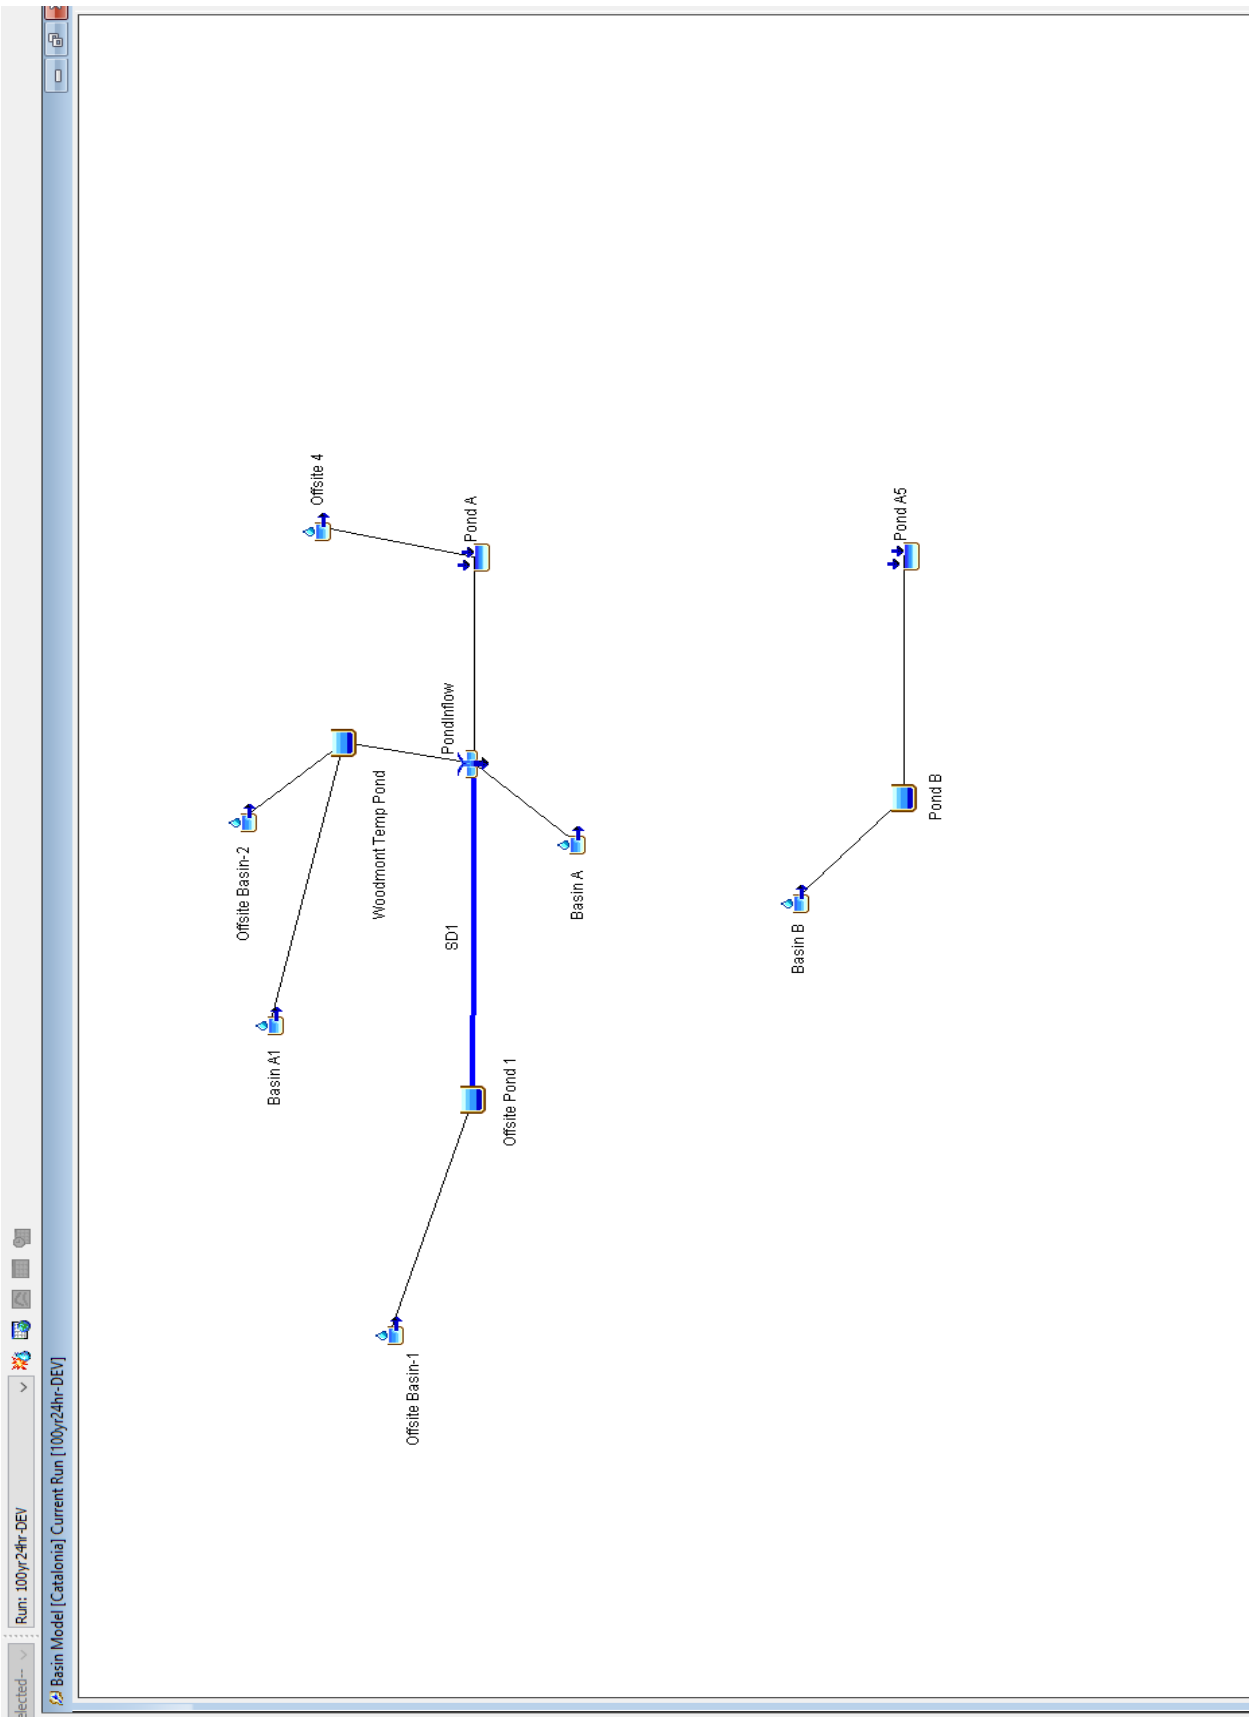 elected--
Run: 100yr24hr-DEV
Basin Model [Catalonia] Current Run [100yr24hr-DEV]
Offsite Basin-2
Basin A1
Offsite 4
Woodmont Temp Pond
Offsite Basin-1
SD1
PondInflow
Pond A
Offsite Pond 1
Basin A
Basin B
Pond A5
Pond B